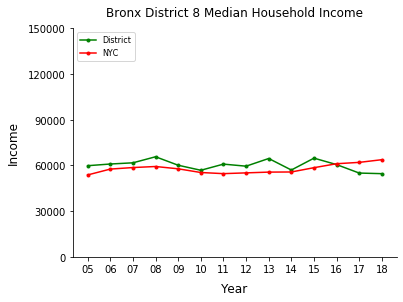 Bronx District 8 Median Household Income
150000
120000
90000
60000
30000
0
Income
District
NYC
05 06 07 08 09 10 11 12 13 14 15 16 17 18
Year